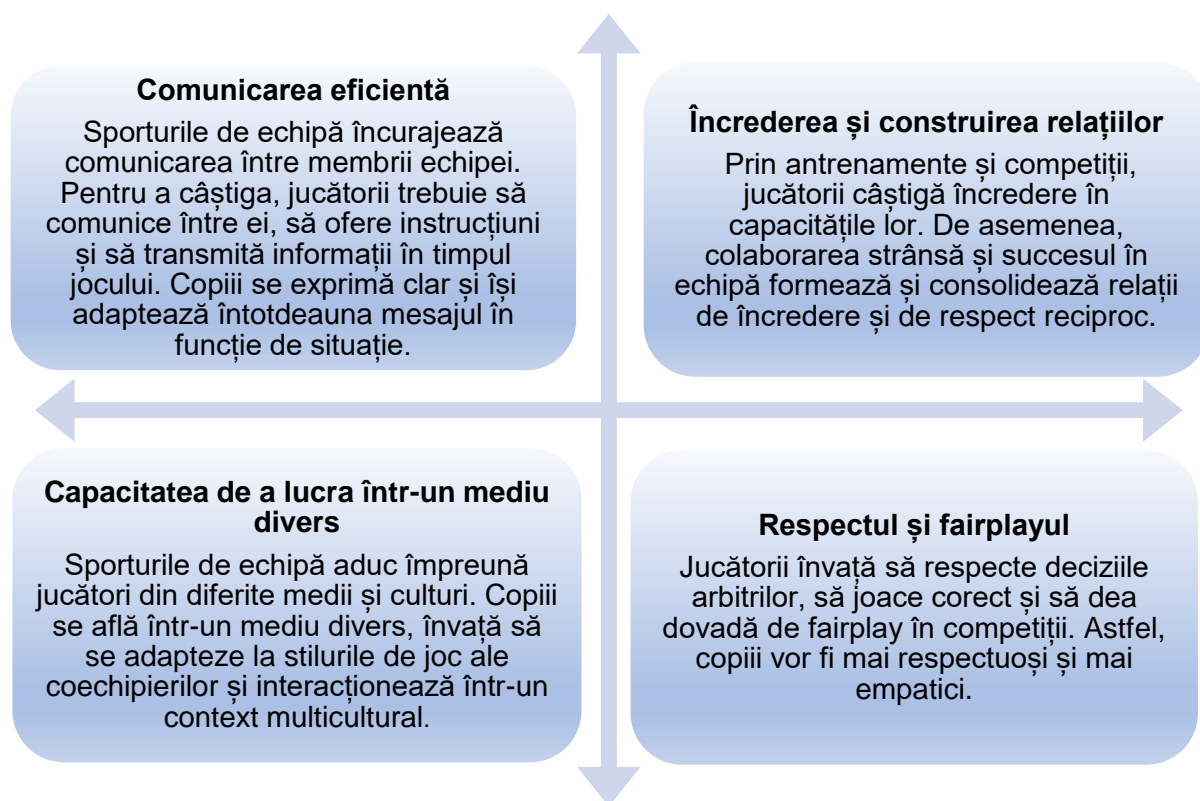 Comunicarea eficientă
Sporturile de echipă încurajează
comunicarea între membrii echipei.
Pentru a câștiga, jucătorii trebuie să
comunice între ei, să ofere instrucțiuni
și să transmită informații în timpul
jocului. Copiii se exprimă clar și își
adaptează întotdeauna mesajul în
funcție de situație.
Încrederea și construirea relațiilor
Prin antrenamente și competiții,
jucătorii câștigă încredere în
capacitățile lor. De asemenea,
colaborarea strânsă și succesul în
echipă formează și consolidează relații
de încredere și de respect reciproc.
Capacitatea de a lucra într-un mediu
divers
Sporturile de echipă aduc împreună
jucători din diferite medii și culturi. Copiii
se află într-un mediu divers, învață să
se adapteze la stilurile de joc ale
coechipierilor și interacționează într-un
context multicultural.
Respectul și fairplayul
Jucătorii învață să respecte deciziile
arbitrilor, să joace corect și să dea
dovadă de fairplay în competiții. Astfel,
copiii vor fi mai respectuoși și mai
empatici.